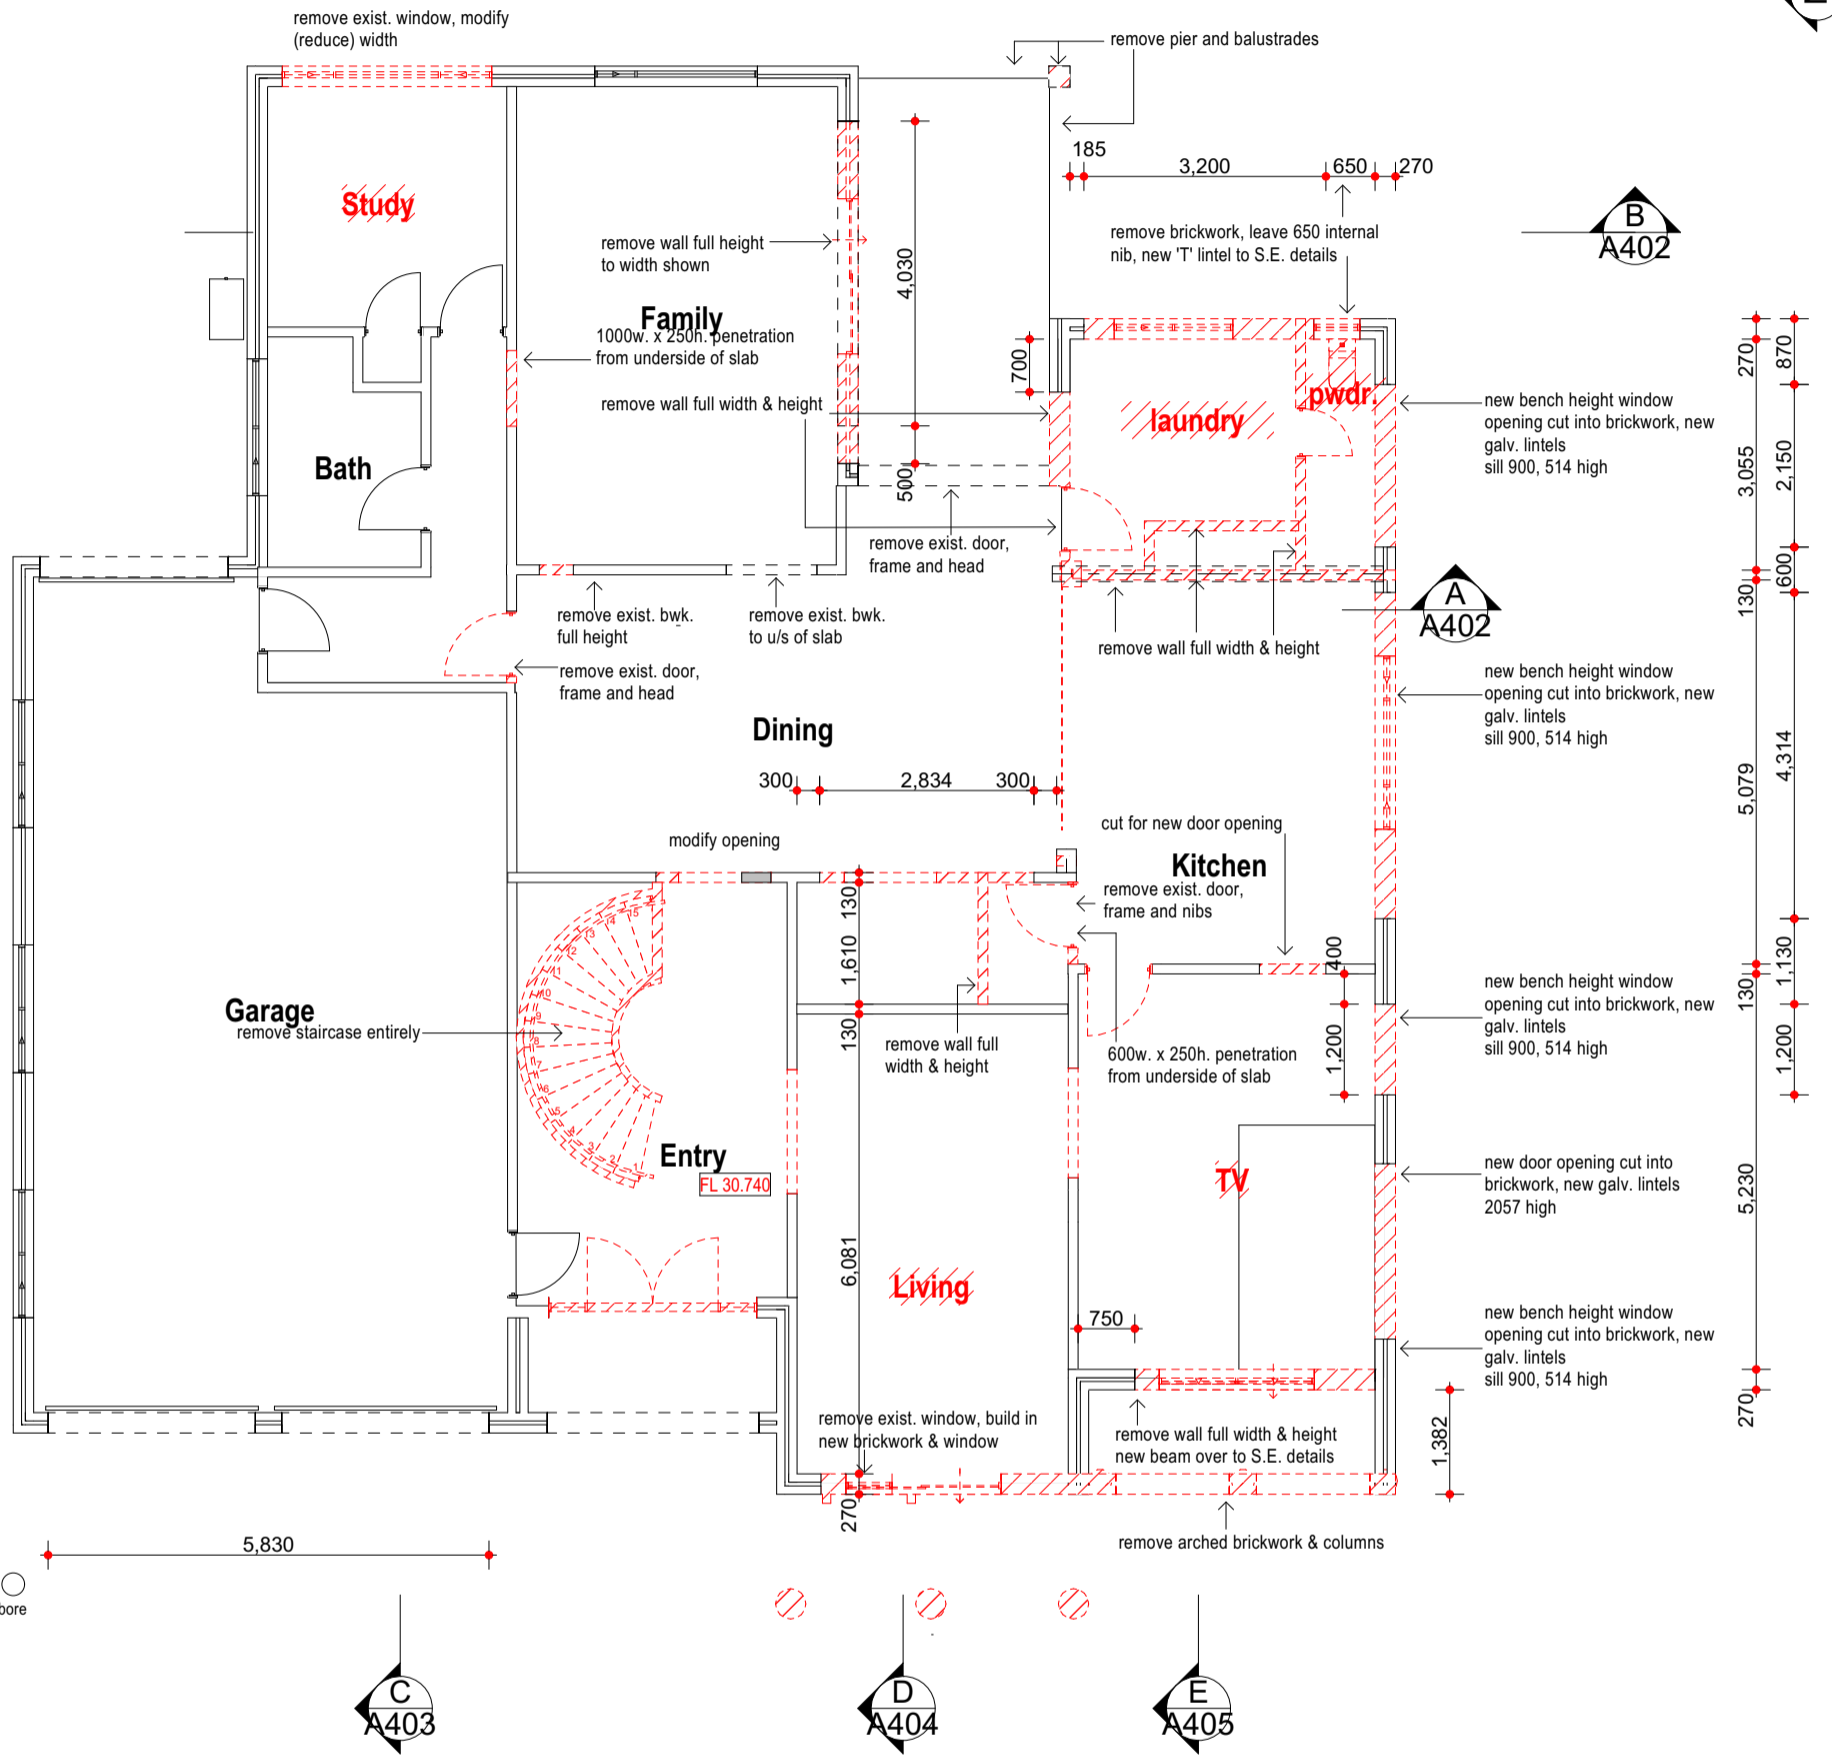 remove exist. window, modify
(reduce) width
remove pier and balustrades
185
3,200
650
270
B
A402
Study
remove wall full height
to width shown
4,030
remove brickwork, leave 650 internal
nib, new 'T' lintel to S.E. details
Family
1000w. x 250h. penetration
from underside of slab
700
270
870
remove wall full width & height
laundry
pwdr.
new bench height window
opening cut into brickwork, new
galv. lintels
sill 900, 514 high
Bath
500
3,055
2,150
remove exist. door,
frame and head
600
130
A
A402
remove exist. bwk.
full height
remove exist. bwk.
to u/s of slab
remove wall full width & height
remove exist. door,
frame and head
new bench height window
opening cut into brickwork, new
galv. lintels
sill 900, 514 high
Dining
300
2,834
300
5,079
4,314
modify opening
cut for new door opening
Kitchen
remove exist. door,
frame and nibs
130
1,610
400
130
1,130
Garage
remove staircase entirely
130
remove wall full
width & height
600w. x 250h. penetration
from underside of slab
1,200
new bench height window
opening cut into brickwork, new
galv. lintels
sill 900, 514 high
1,200
Entry
FL 30.740
TV
new door opening cut into
brickwork, new galv. lintels
2057 high
5,230
6,081
Living
750
new bench height window
opening cut into brickwork, new
galv. lintels
sill 900, 514 high
remove exist. window, build in
new brickwork & window
remove wall full width & height
new beam over to S.E. details
1,382
270
270
5,830
remove arched brickwork & columns
bore
C
A403
D
A404
E
A405